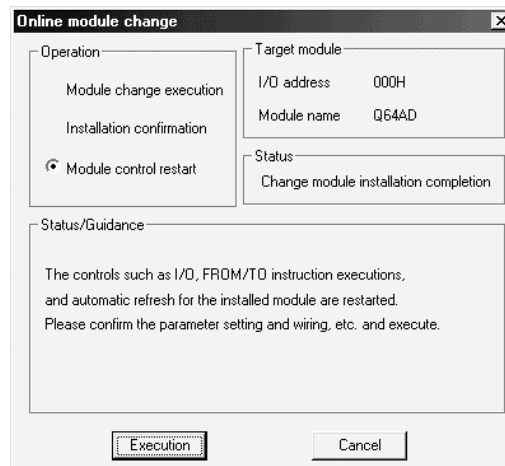 Online module change
Operation
Module change execution
Installation confirmation
Module control restart
Target module
I/O address 000H
Module name Q64AD
Status
Change module installation completion
Status/Guidance
The controls such as I/O, FROM/TO instruction executions,
and automatic refresh for the installed module are restarted.
Please confirm the parameter setting and wiring, etc. and execute.
Execution Cancel